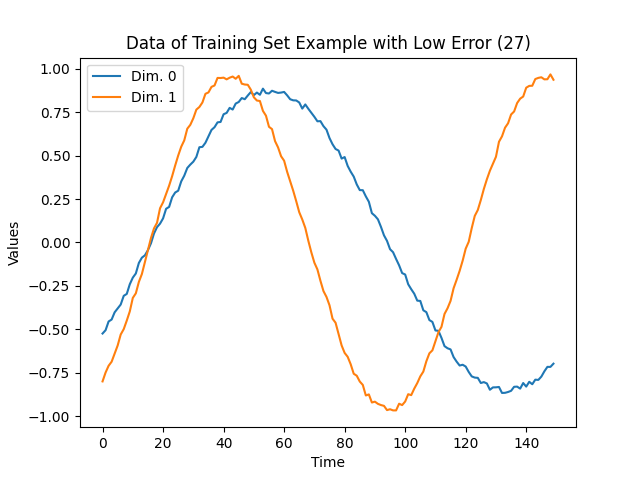 Data of Training Set Example with Low Error (27)
Dim. 0
Dim. 1
1.00
0.75
0.50
0.25
0.00
−0.25
−0.50
−0.75
−1.00
Values
0 20 40 60 80 100 120 140
Time